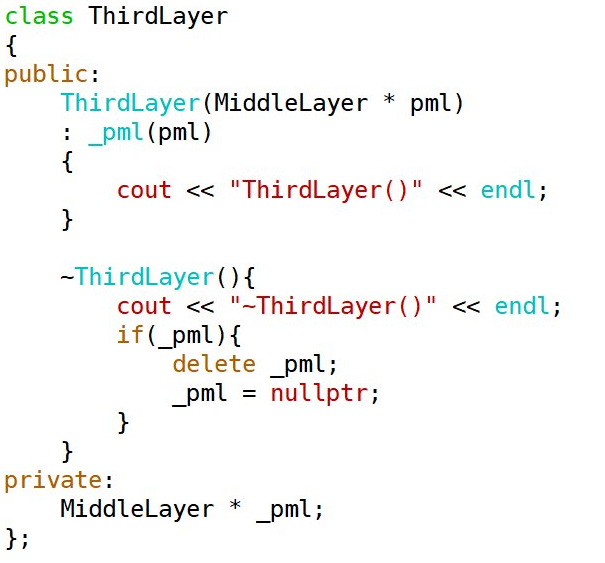 class ThirdLayer
{
public:
    ThirdLayer(MiddleLayer * pml)
    : _pml(pml)
    {
        cout << "ThirdLayer()" << endl;
    }

    ~ThirdLayer(){
        cout << "~ThirdLayer()" << endl;
        if(_pml){
            delete _pml;
            _pml = nullptr;
        }
    }
private:
    MiddleLayer * _pml;
};